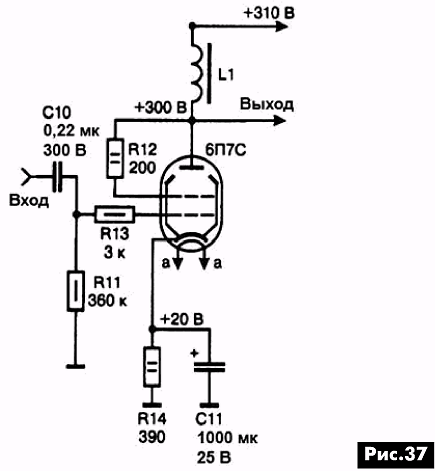 +310 В
L1
+300 В
Выход
C10
0,22 мк
300 В
R12
200
6П7С
Вход
R13
3 к
а
а
R11
360 к
+20 В
+
R14
390
C11
1000 мк
25 В
Рис.37